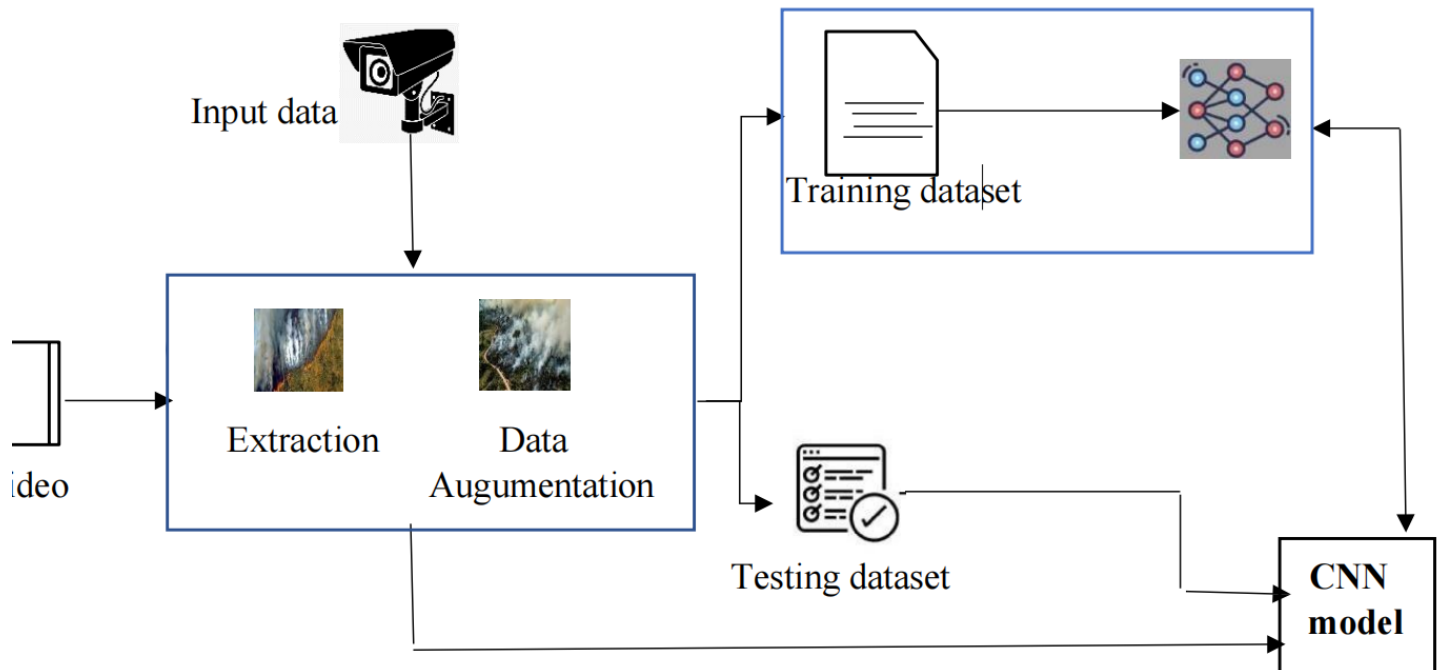 Input data
Training dataset
Extraction
Data
Augumentation
ideo
Testing dataset
CNN
model